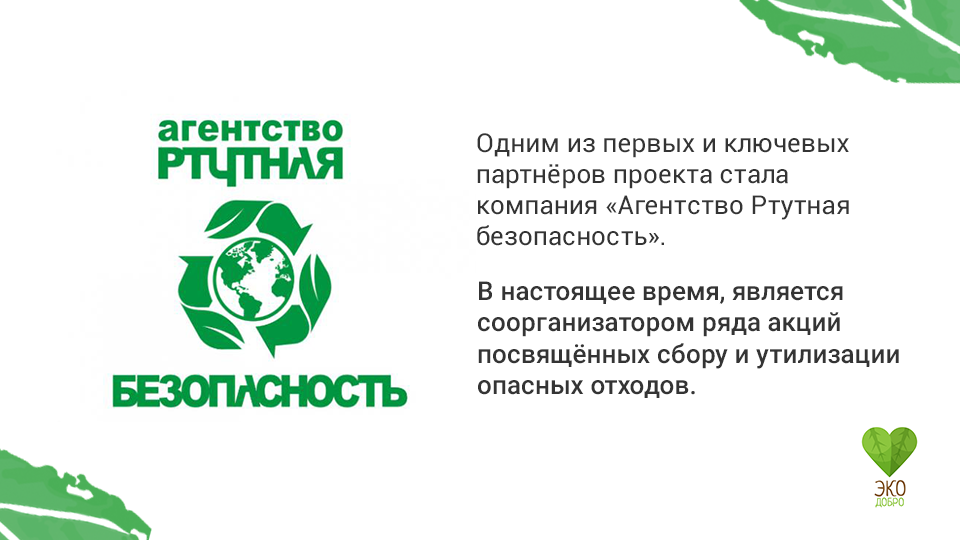 агентство
РТУТНАЯ
БЕЗОПАСНОСТЬ
Одним из первых и ключевых
партнёров проекта стала
компания «Агентство Ртутная
безопасность».
В настоящее время, является
соорганизатором ряда акций
посвящённых сбору и утилизации
опасных отходов.
ЭКО
ДОБРО